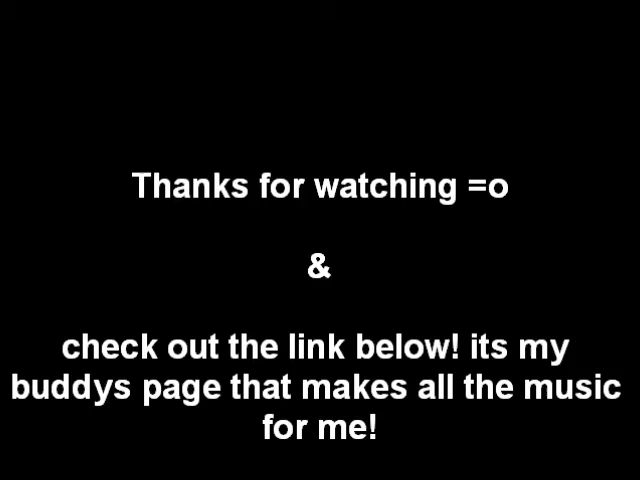 Thanks for watching =o
&
check out the link below! its my
buddys page that makes all the music
for me!